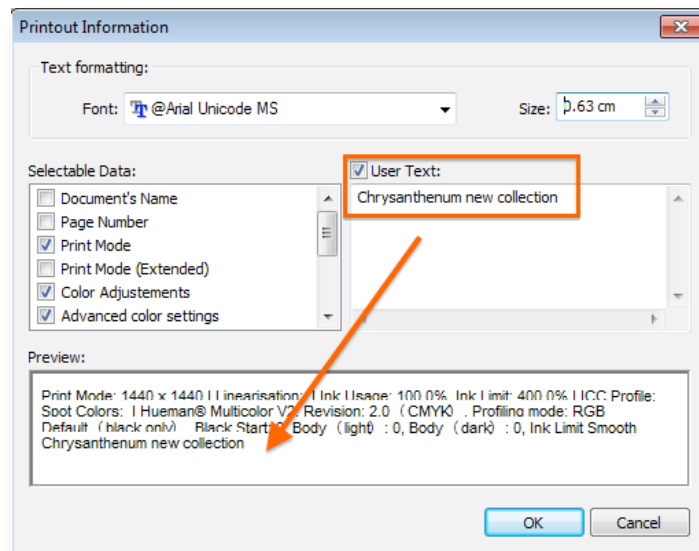 Printout Information
Text formatting:
Font: @Arial Unicode MS Size: 0.63 cm
Selectable Data:
User Text:
Document's Name
Page Number
Print Mode
Print Mode (Extended)
Color Adjustements
Advanced color settings
Chrysanthenum new collection
Preview:
Print Mode: 1440 x 1440 | Linearisation: | Ink Usage: 100.0%, Ink Limit: 400.0% | ICC Profile:
Spot Colors: | Hueman® Multicolor V2, Revision: 2.0 (CMYK) , Profiling mode: RGB
Default (black only) , Black Start: 0, Body (light) : 0, Body (dark) : 0, Ink Limit Smooth
Chrysanthenum new collection
OK Cancel